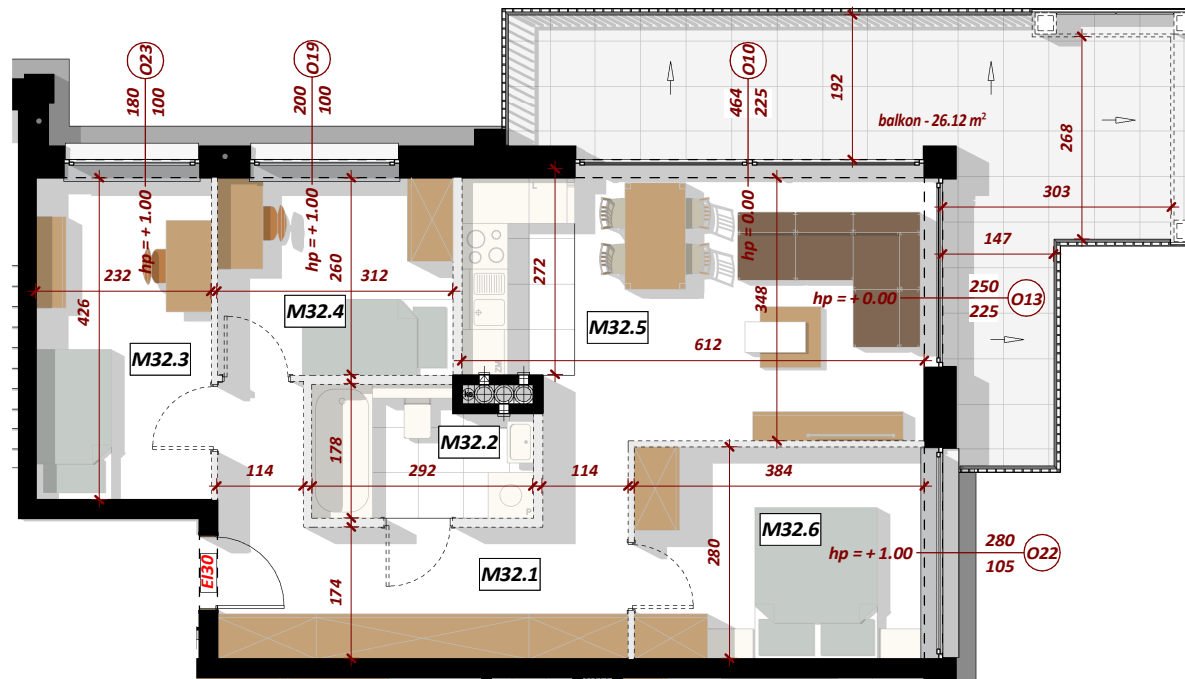 O23
180
100
O19
200
100
O10
464
225
192
balkon - 26.12 m²
268
303
147
hp = + 1.00
hp = + 1.00
hp = 0.00
232
426
260
312
M32.4
M32.3
272
M32.5
348
hp = + 0.00
250
225
O13
612
ZM
ko
178
M32.2
114
292
114
384
P
M32.6
280
hp = + 1.00
280
105
O22
EI30
174
M32.1